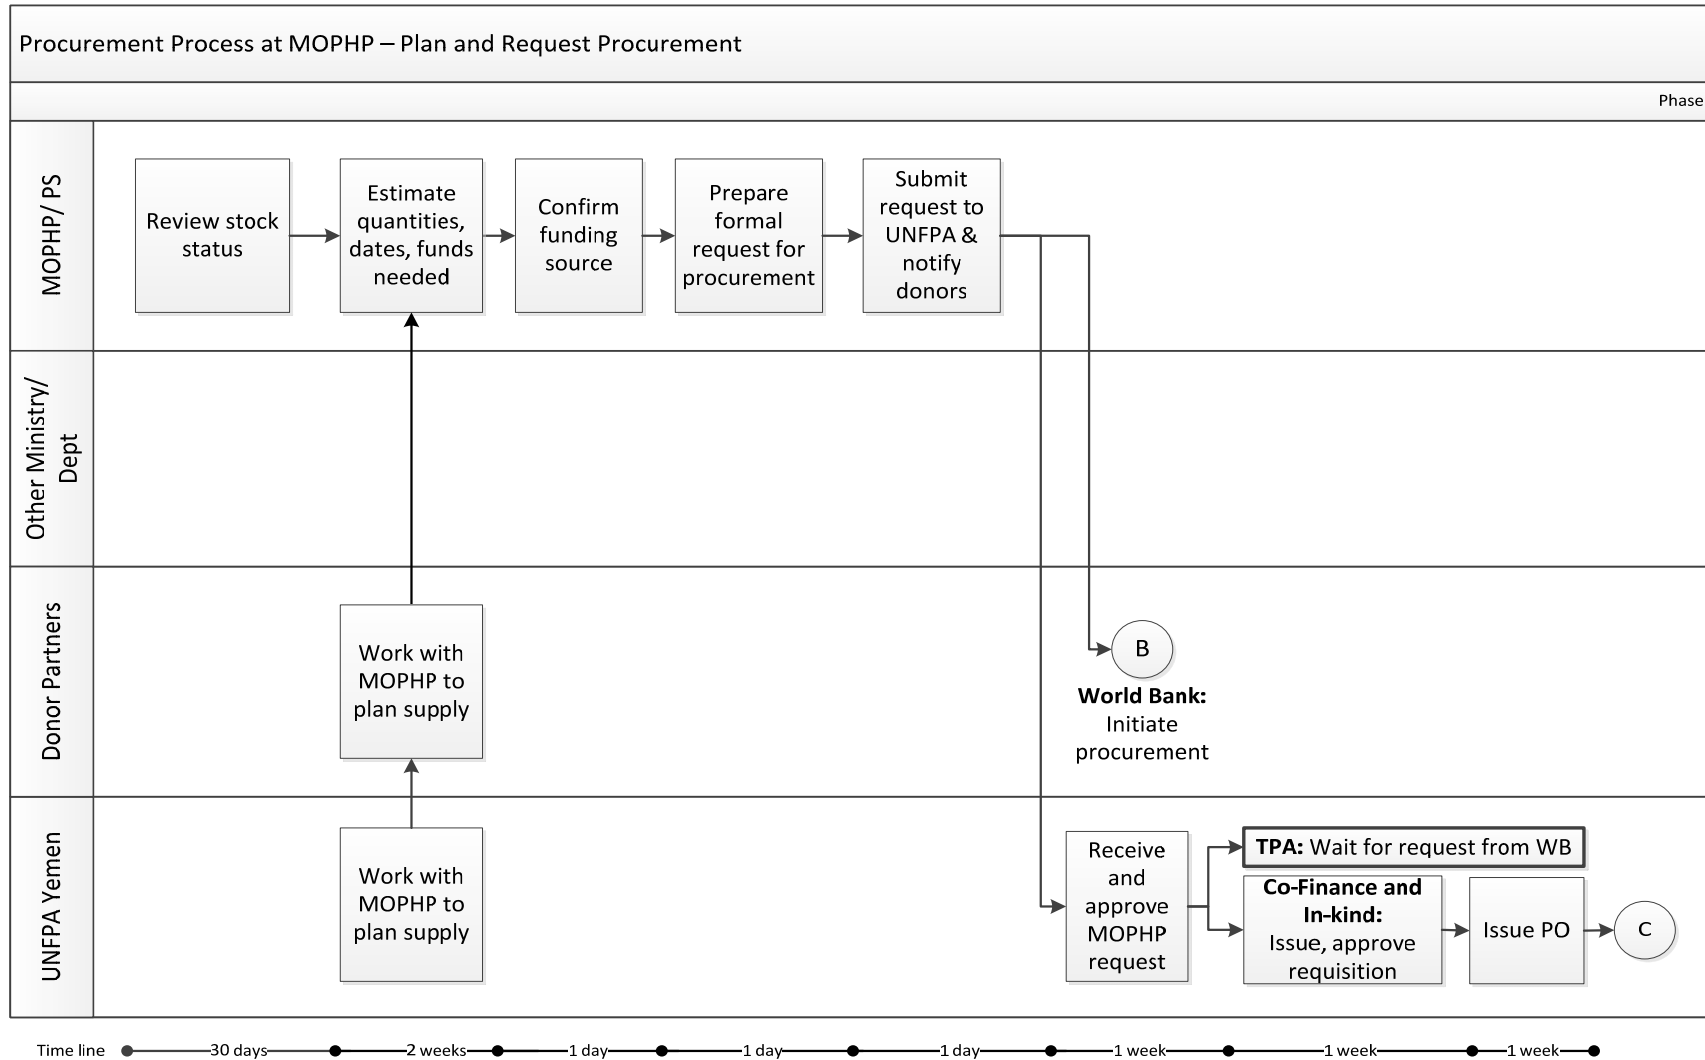 Procurement Process at MOPHP – Plan and Request Procurement
Phase
MOPHP/ PS
Review stock
status
Estimate
quantities,
dates, funds
needed
Confirm
funding
source
Prepare
formal
request for
procurement
Submit
request to
UNFPA &
notify
donors
Other Ministry/
Dept
Donor Partners
Work with
MOPHP to
plan supply
B
World Bank:
Initiate
procurement
UNFPA Yemen
Work with
MOPHP to
plan supply
Receive
and
approve
MOPHP
request
TPA: Wait for request from WB
Co-Finance and
In-kind:
Issue, approve
requisition
Issue PO
C
Time line 30 days 2 weeks 1 day 1 day 1 day 1 week 1 week 1 week